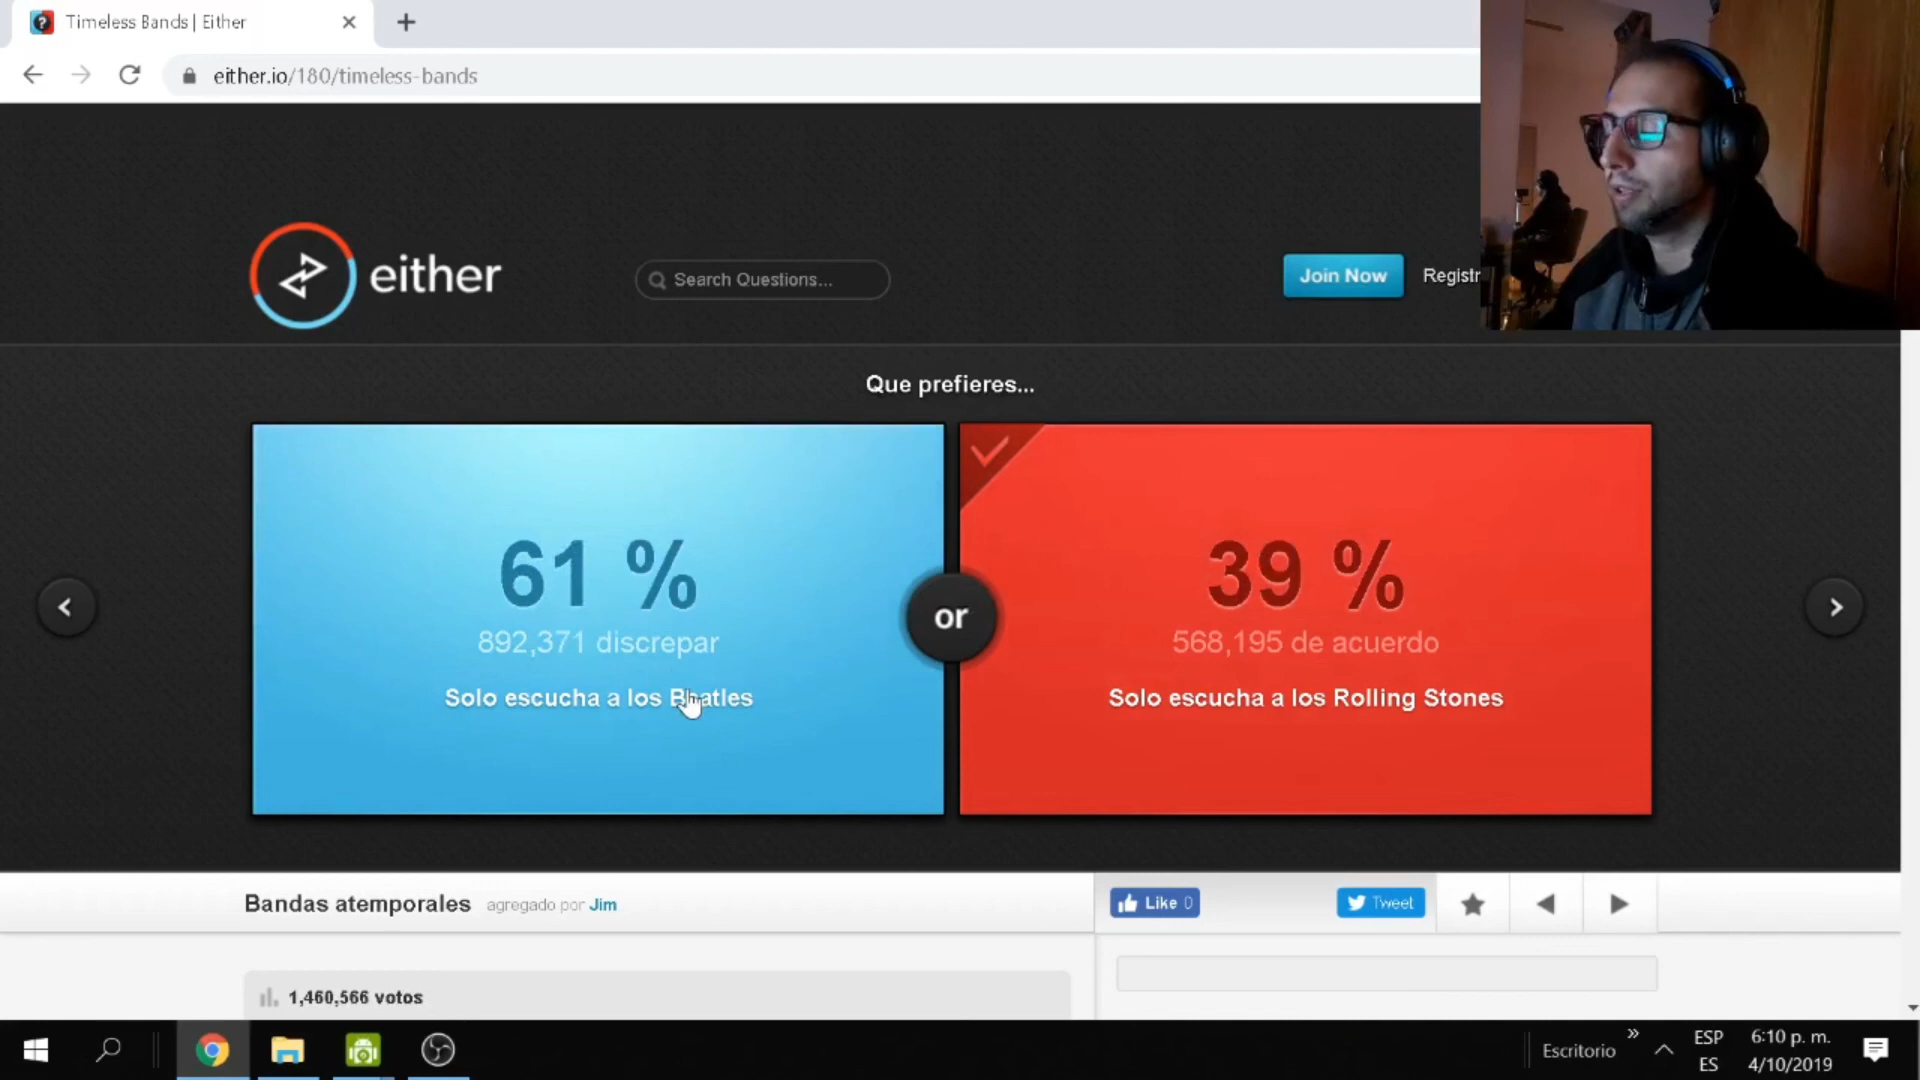 Timeless Bands | Either
either.io/180/timeless-bands
either
Search Questions...
Join Now
Registr
Que prefieres...
61 %
892,371 discrepar
Solo escucha a los Beatles
or
39 %
568,195 de acuerdo
Solo escucha a los Rolling Stones
Bandas atemporales agregado por Jim
Like 0
Tweet
1,460,566 votos
Escritorio
ESP
ES
6:10 p. m.
4/10/2019